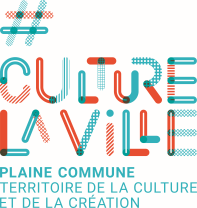 #
CULTURE
LA VILLE
PLAINE COMMUNE
TERRITOIRE DE LA CULTURE
ET DE LA CRÉATION